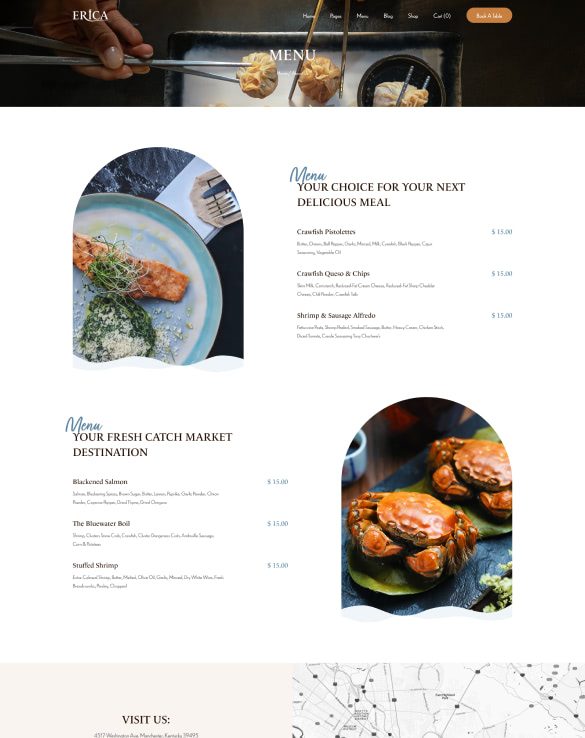 ERICA
Home Pages Menu Blog Shop Cart (0) Book A Table
MENU
Menu
YOUR CHOICE FOR YOUR NEXT
DELICIOUS MEAL
Crawfish Pistolettes $ 15.00
Butter, Onion, Bell Pepper, Garlic, Minced, Milk, Crawfish, Black Pepper, Cajun
Seasoning, Vegetable Oil
Crawfish Queso & Chips $ 15.00
Skim Milk, Cornstarch, Reduced-Fat Cream Cheese, Reduced-Fat Sharp Cheddar
Cheese, Chili Powder, Crawfish Tails
Shrimp & Sausage Alfredo $ 15.00
Fettuccine Pasta, Shrimp Peeled, Smoked Sausage, Butter, Heavy Cream, Chicken Stock,
Diced Tomato, Creole Seasoning Tony Chachere's
Menu
YOUR FRESH CATCH MARKET
DESTINATION
Blackened Salmon $ 15.00
Salmon, Blackening Spices, Brown Sugar, Butter, Lemon, Paprika, Garlic Powder, Onion
Powder, Cayenne Pepper, Dried Thyme, Dried Oregano
The Bluewater Boil $ 15.00
Shrimp, Cluster Snow Crab, Crawfish, Cluster Dungeness Crab, Andouille Sausage,
Corn & Potatoes
Stuffed Shrimp $ 15.00
Extra Colossal Shrimp, Butter, Melted, Olive Oil, Garlic, Minced, Dry White Wine, Fresh
Breadcrumbs, Parsley, Chopped
VISIT US:
4517 Washington Ave. Manchester, Kentucky 39495